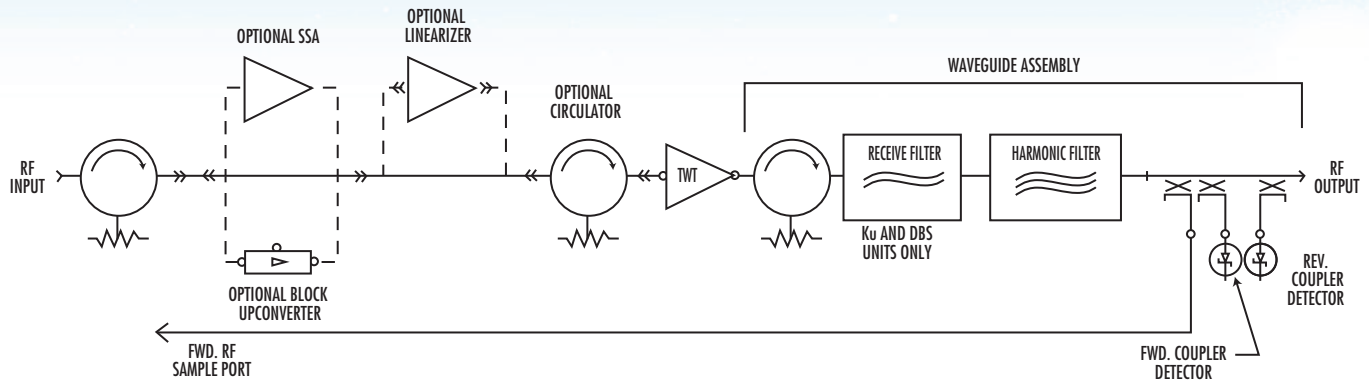 OPTIONAL SSA
OPTIONAL
LINEARIZER
OPTIONAL
CIRCULATOR
WAVEGUIDE ASSEMBLY
RF
INPUT
TWT
RECEIVE FILTER
HARMONIC FILTER
RF
OUTPUT
Ku AND DBS
UNITS ONLY
OPTIONAL BLOCK
UPCONVERTER
REV.
COUPLER
DETECTOR
FWD. RF
SAMPLE PORT
FWD. COUPLER
DETECTOR